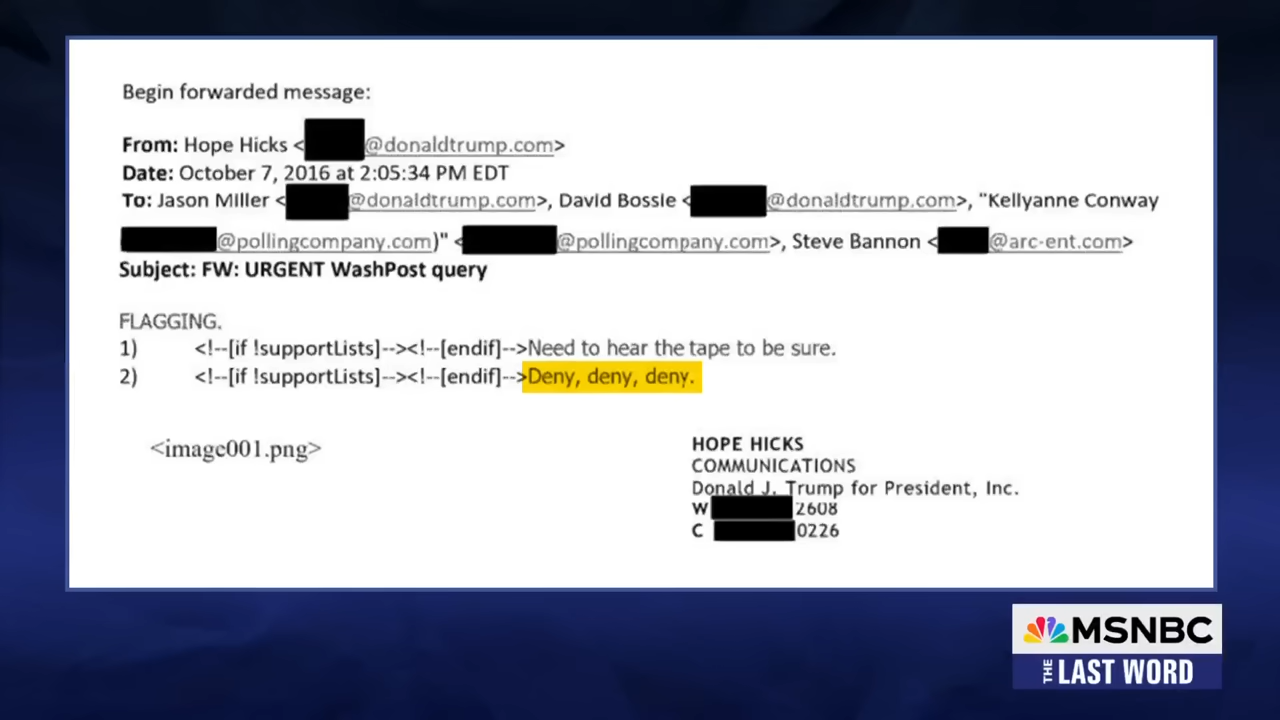 Begin forwarded message:
From: Hope Hicks < @donaldtrump.com>
Date: October 7, 2016 at 2:05:34 PM EDT
To: Jason Miller < @donaldtrump.com>, David Bossie < @donaldtrump.com>, "Kellyanne Conway
@pollingcompany.com)" < @pollingcompany.com>, Steve Bannon < @arc-ent.com>
Subject: FW: URGENT WashPost query
FLAGGING.
1) <!--[if !supportLists]--><!--[endif]-->Need to hear the tape to be sure.
2) <!--[if !supportLists]--><!--[endif]-->Deny, deny, deny.
<image001.png>
HOPE HICKS
COMMUNICATIONS
Donald J. Trump for President, Inc.
W 2608
C 0226
MSNBC
THE LAST WORD